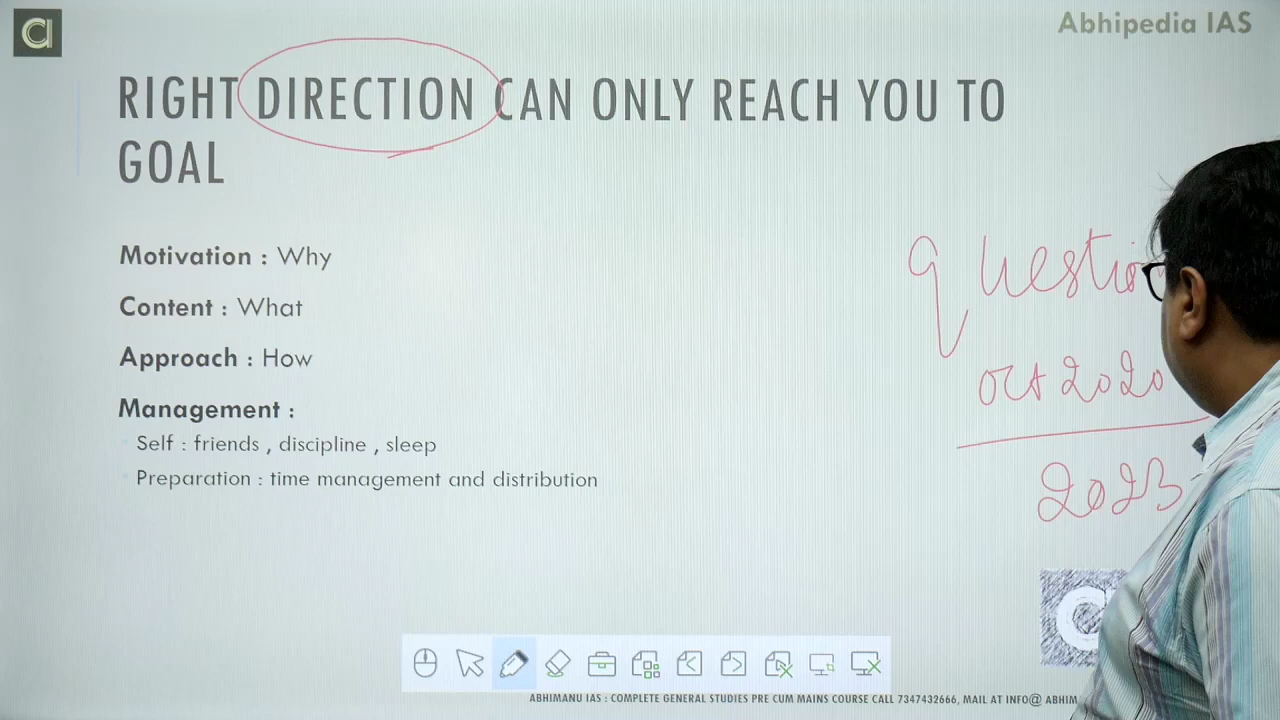 Abhipedia IAS
RIGHT DIRECTION CAN ONLY REACH YOU TO
GOAL
Motivation : Why
Content : What
Approach : How
Management :
Self : friends , discipline , sleep
Preparation : time management and distribution
Question
Oct 2020
2023
ABHIMANU IAS : COMPLETE GENERAL STUDIES PRE CUM MAINS COURSE CALL 7347432666, MAIL AT INFO@ ABHIM